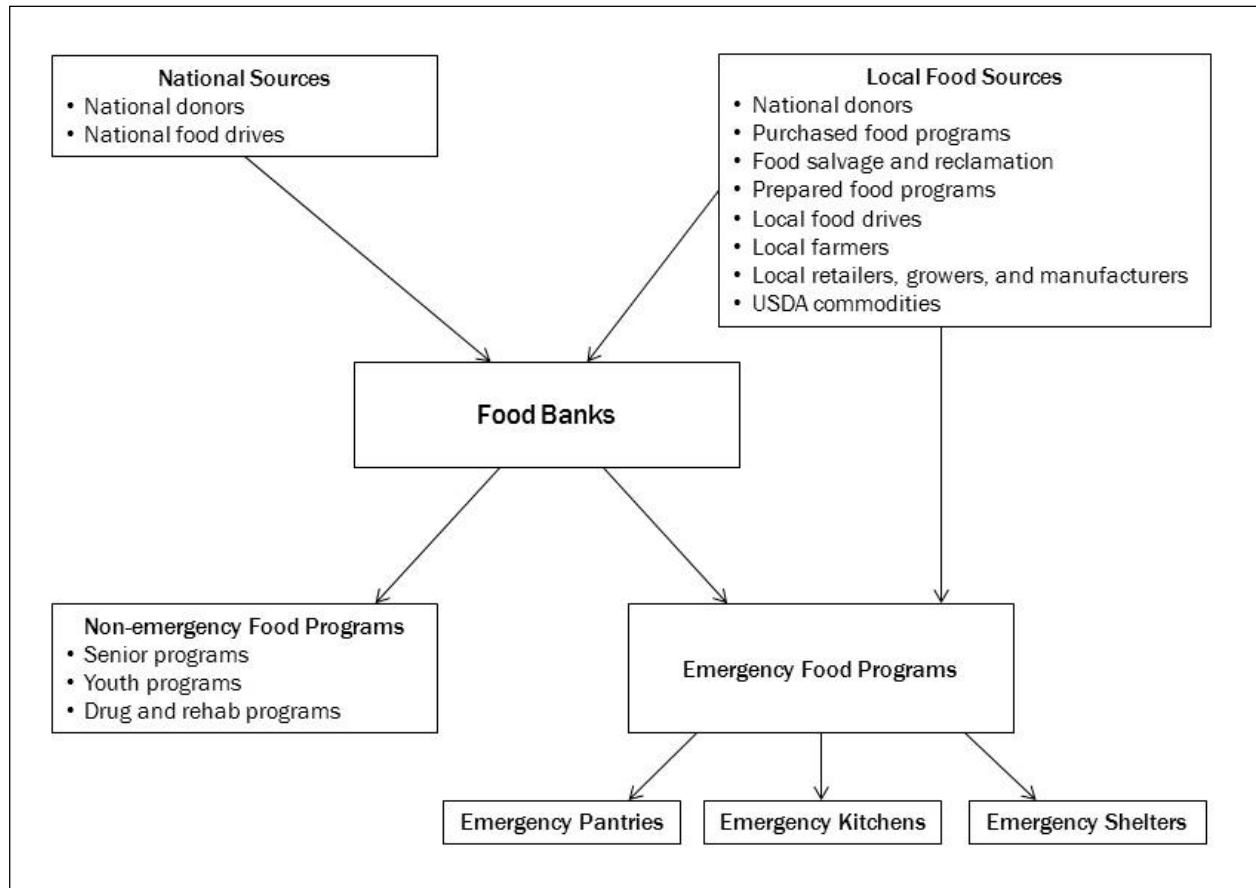 National Sources
• National donors
• National food drives
Local Food Sources
• National donors
• Purchased food programs
• Food salvage and reclamation
• Prepared food programs
• Local food drives
• Local farmers
• Local retailers, growers, and manufacturers
• USDA commodities
Food Banks
Non-emergency Food Programs
• Senior programs
• Youth programs
• Drug and rehab programs
Emergency Food Programs
Emergency Pantries
Emergency Kitchens
Emergency Shelters